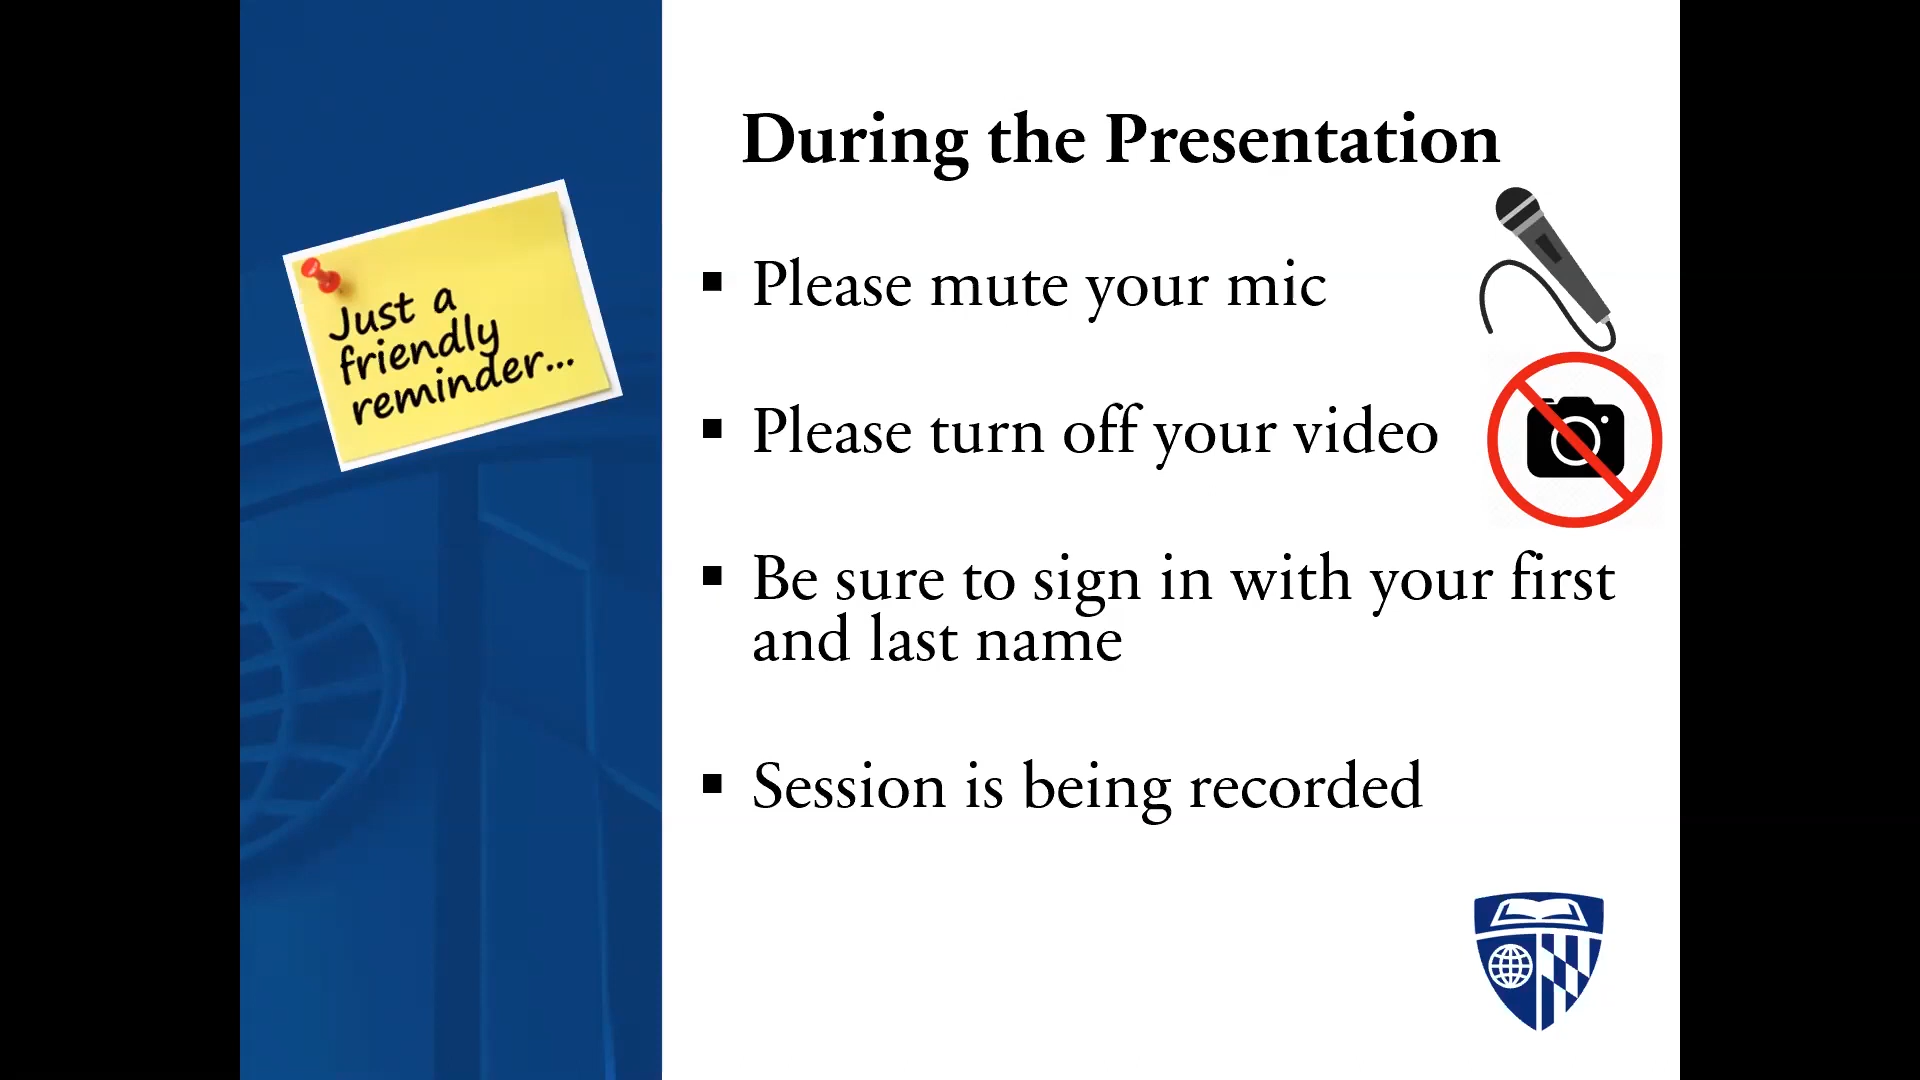 Just a
friendly
reminder...
During the Presentation
▪ Please mute your mic
▪ Please turn off your video
▪ Be sure to sign in with your first
and last name
▪ Session is being recorded